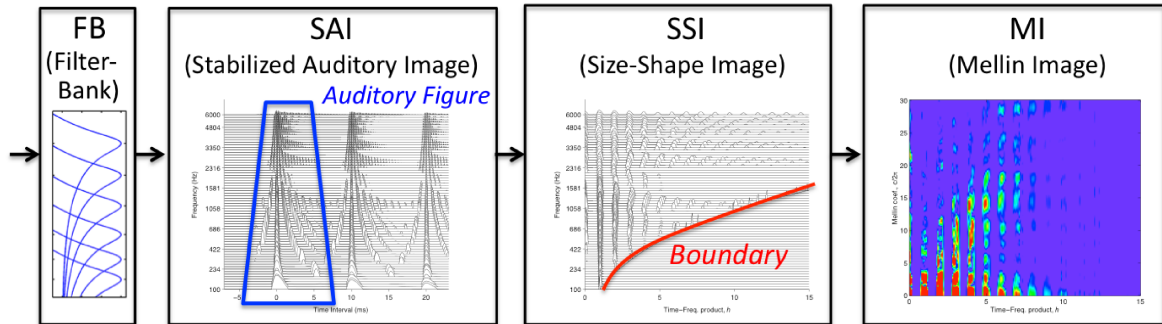 FB
(Filter-
Bank)
SAI
(Stabilized Auditory Image)
Auditory Figure
6000
4804
3337
2316
1581
1058
686
422
234
100
Frequency (Hz)
-5
0
5
10
15
20
Time Interval (ms)
SSI
(Size-Shape Image)
6000
4804
3337
2316
1581
1058
686
422
234
100
Frequency (Hz)
Boundary
0
5
10
15
Time-Freq. product, h
MI
(Mellin Image)
30
25
20
15
10
5
0
Mellin coef., c/2π
0
5
10
15
Time-Freq. product, h